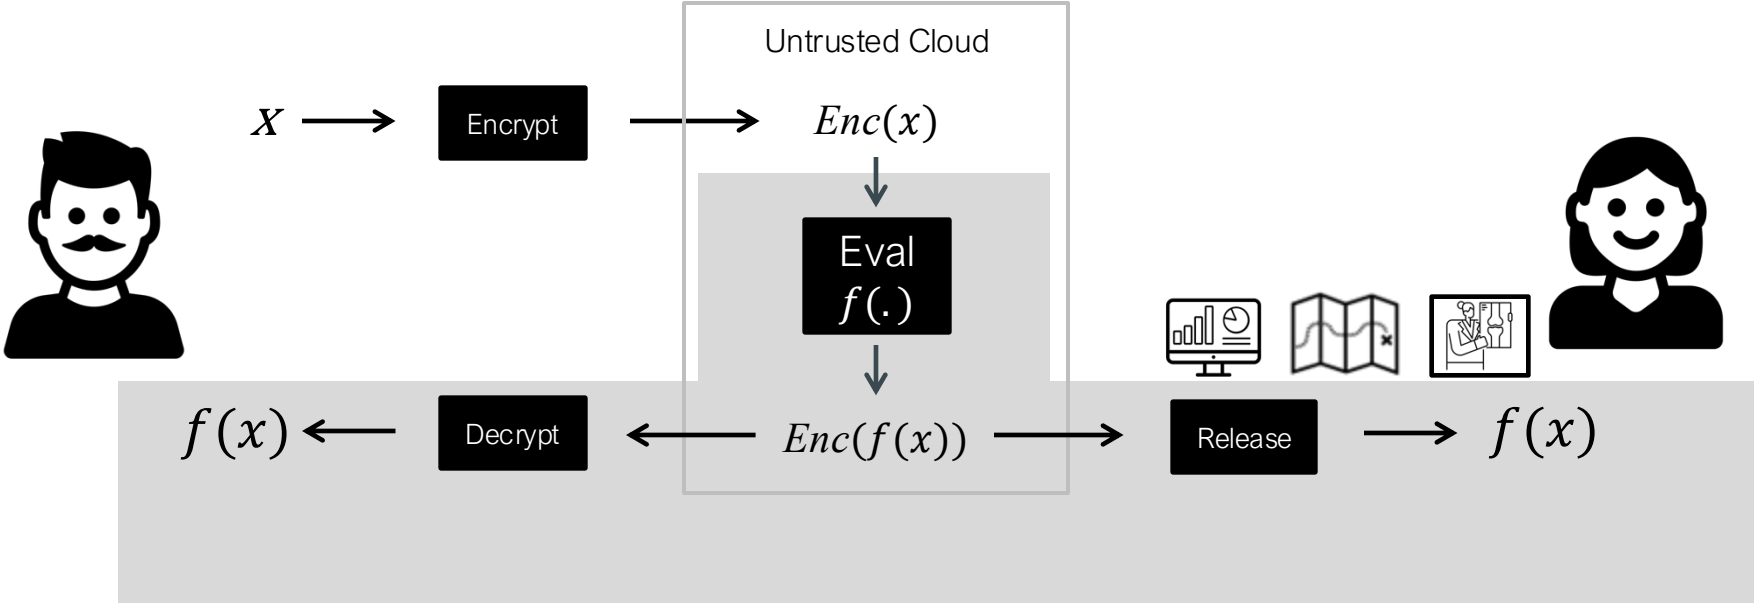 Untrusted Cloud
x
Encrypt
Enc(x)
Eval
f(.)
f(x)
Decrypt
Enc(f(x))
Release
f(x)